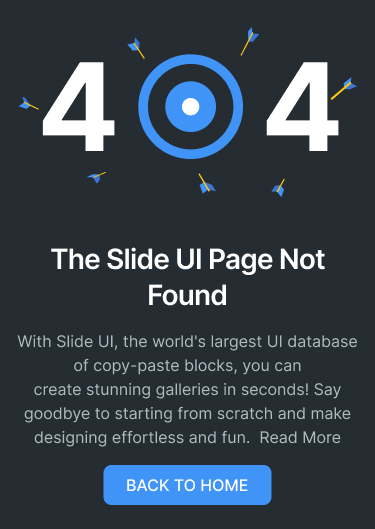 404
The Slide UI Page Not
Found
With Slide UI, the world's largest UI database
of copy-paste blocks, you can
create stunning galleries in seconds! Say
goodbye to starting from scratch and make
designing effortless and fun.  Read More
BACK TO HOME